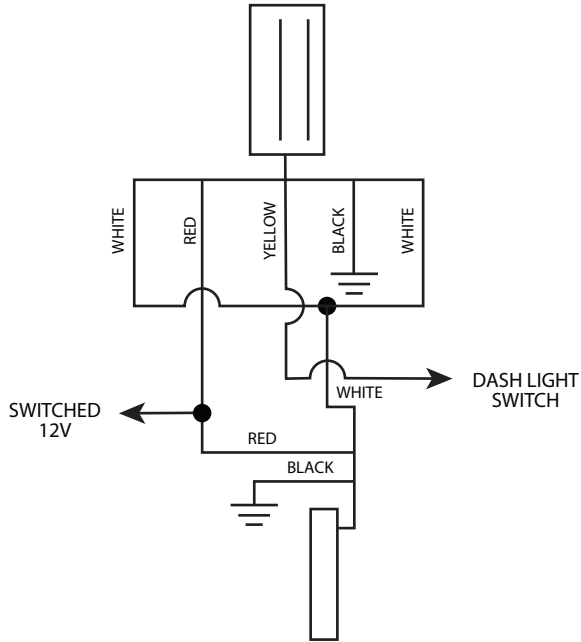 WHITE
RED
YELLOW
BLACK
WHITE
WHITE
DASH LIGHT
SWITCH
SWITCHED
12V
RED
BLACK